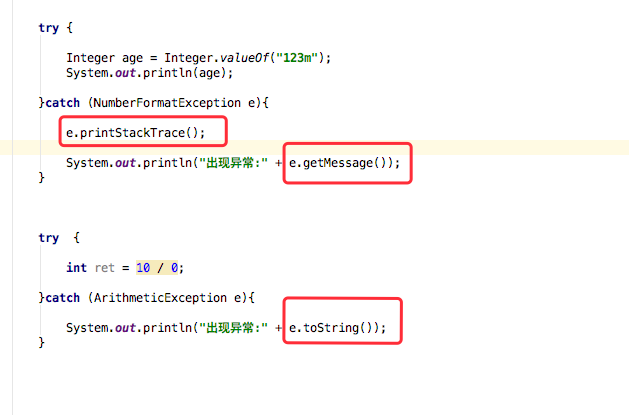 try {
Integer age = Integer.valueOf("123m");
System.out.println(age);
}catch (NumberFormatException e){
e.printStackTrace();
System.out.println("出现异常:" + e.getMessage());
}
try  {
int ret = 10 / 0;
}catch (ArithmeticException e){
System.out.println("出现异常:" + e.toString());
}